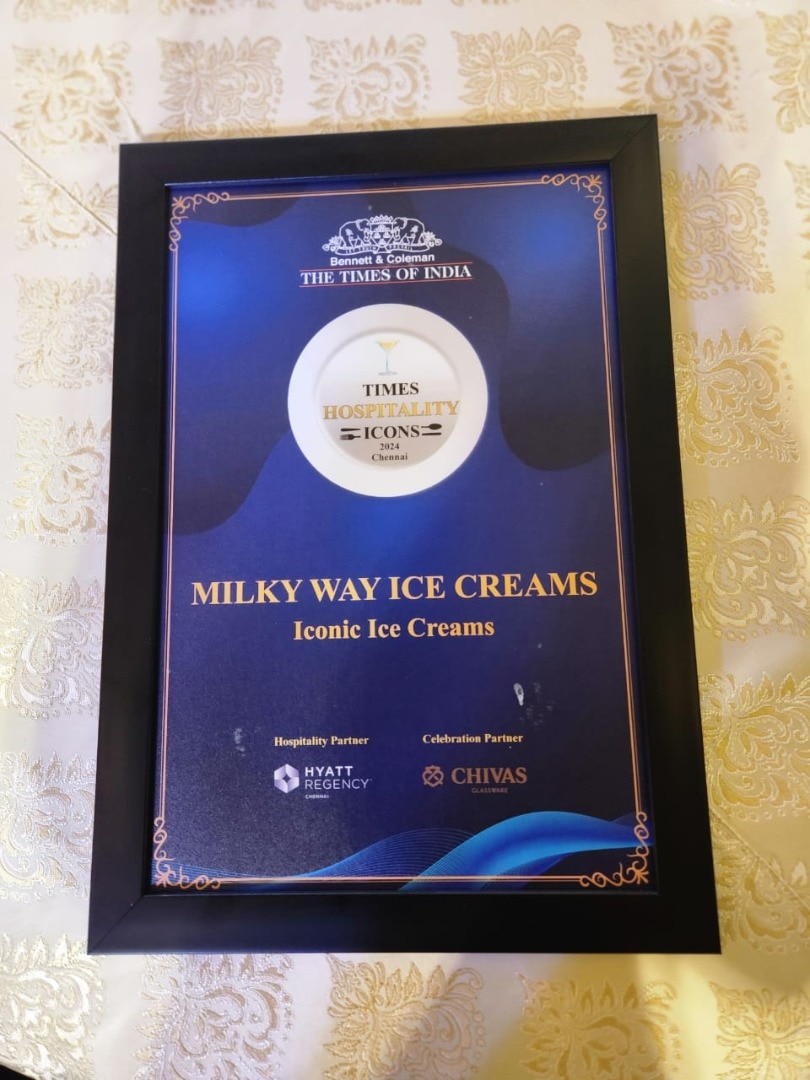 Bennett & Coleman
THE TIMES OF INDIA
TIMES
HOSPITALITY
ICONS
2024
Chennai
MILKY WAY ICE CREAMS
Iconic Ice Creams
Hospitality Partner
Celebration Partner
HYATT
REGENCY
CHENNAI
CHIVAS
GLASSWARE